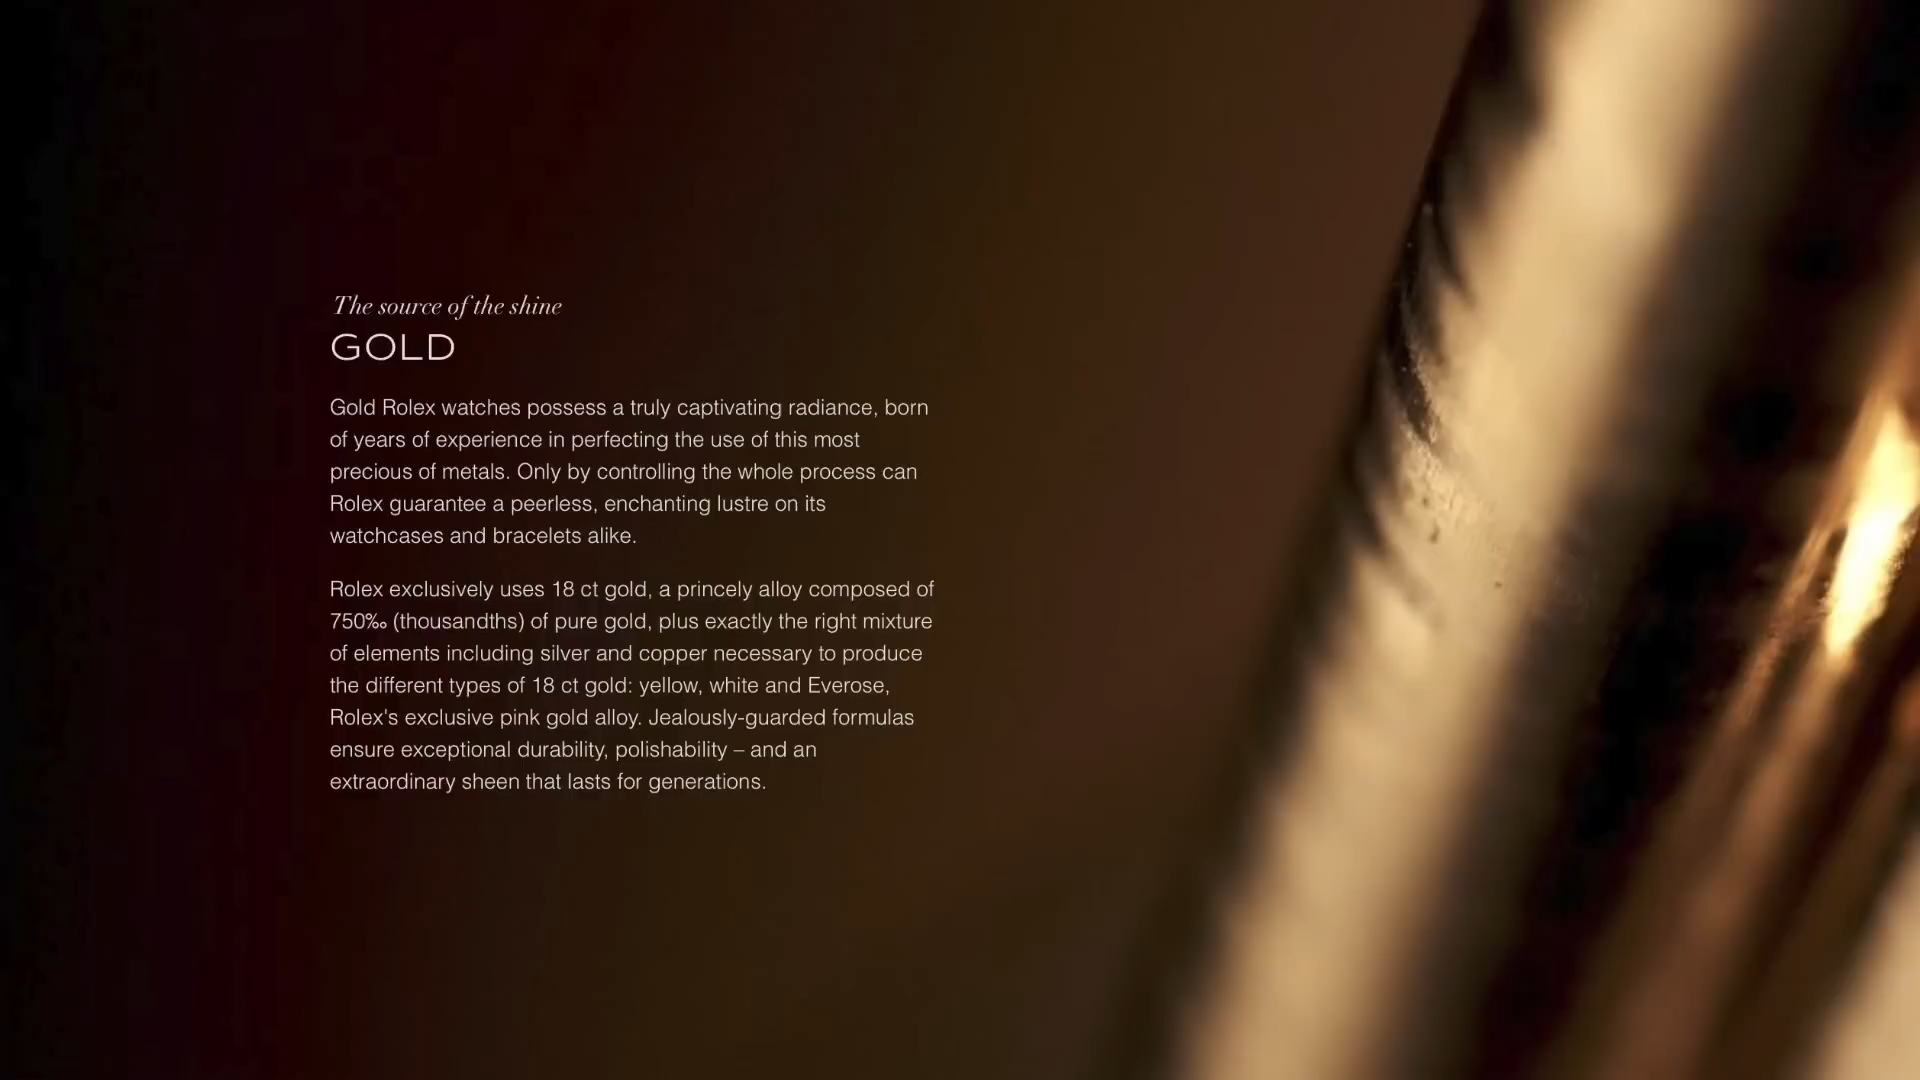 The source of the shine
GOLD
Gold Rolex watches possess a truly captivating radiance, born
of years of experience in perfecting the use of this most
precious of metals. Only by controlling the whole process can
Rolex guarantee a peerless, enchanting lustre on its
watchcases and bracelets alike.
Rolex exclusively uses 18 ct gold, a princely alloy composed of
750‰ (thousandths) of pure gold, plus exactly the right mixture
of elements including silver and copper necessary to produce
the different types of 18 ct gold: yellow, white and Everose,
Rolex's exclusive pink gold alloy. Jealously-guarded formulas
ensure exceptional durability, polishability – and an
extraordinary sheen that lasts for generations.